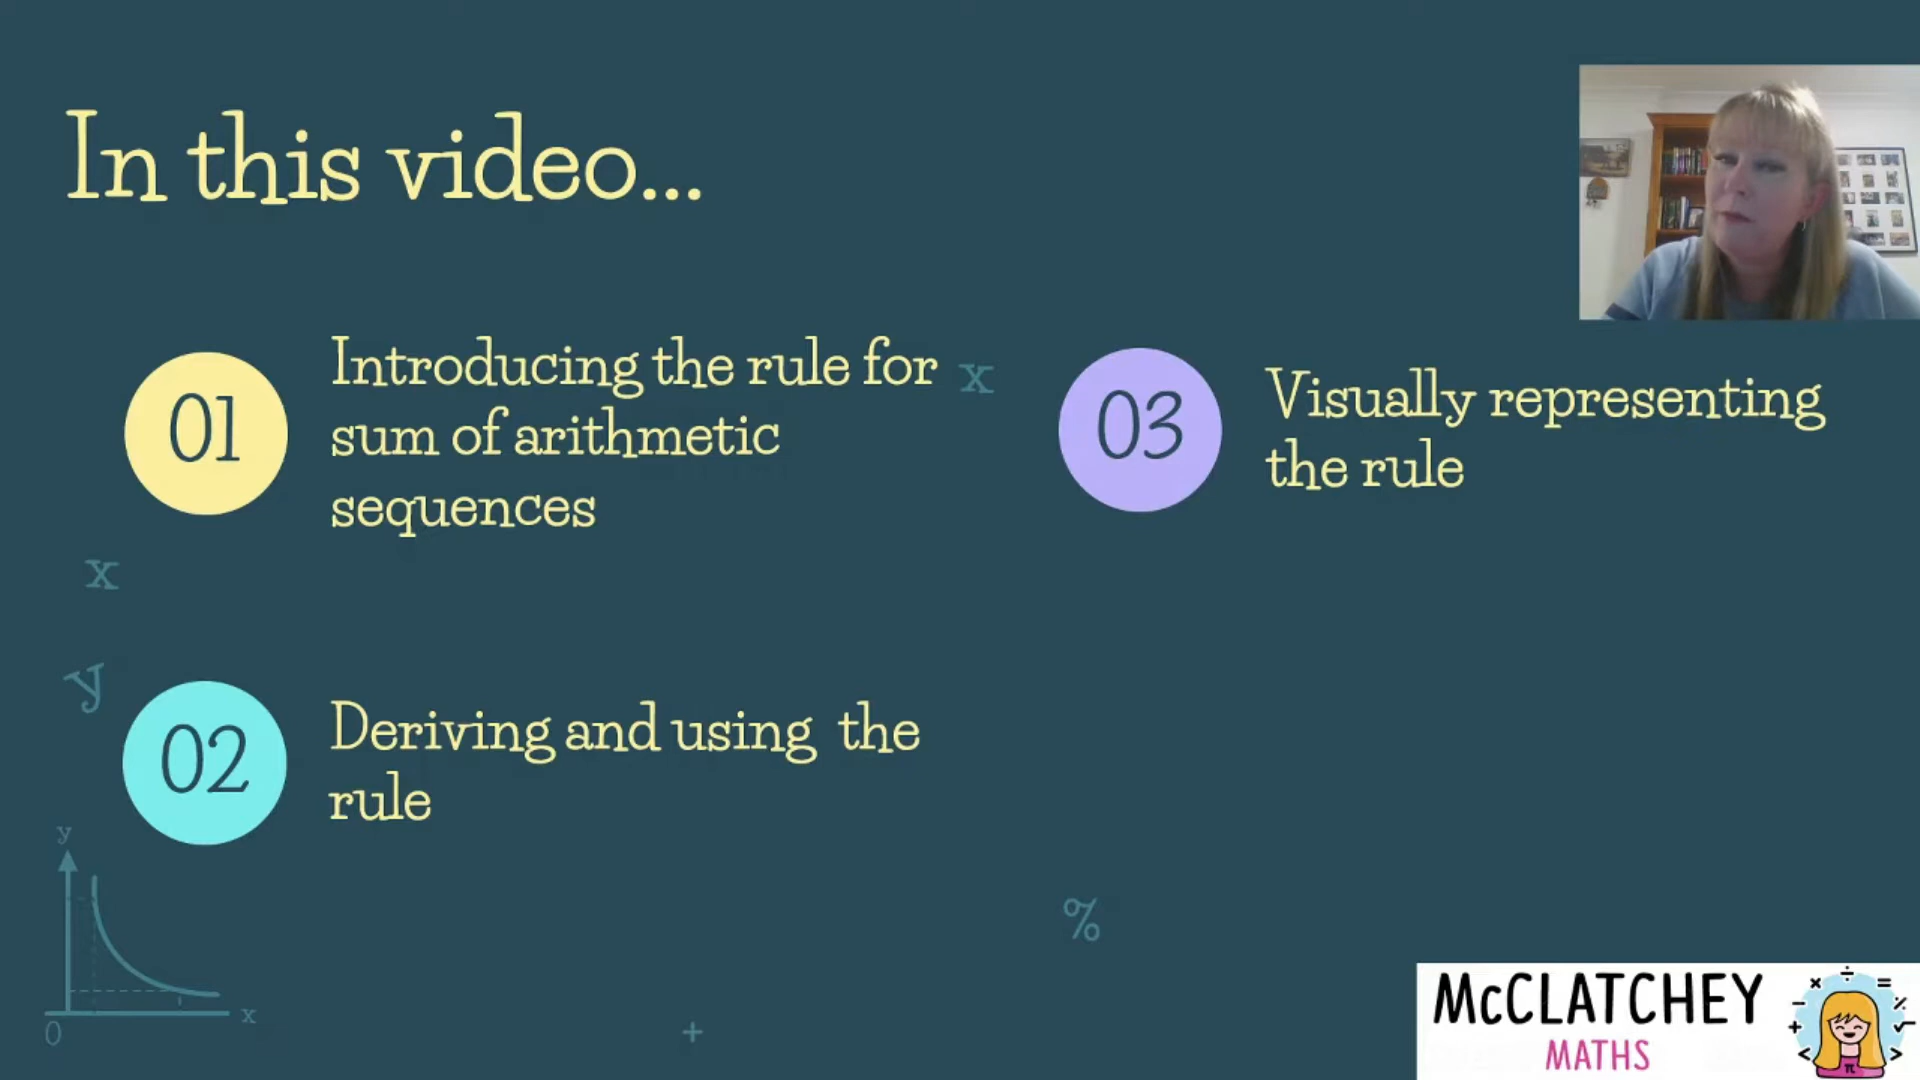 In this video...
01
Introducing the rule for
sum of arithmetic
sequences
x
03
Visually representing
the rule
x
y
02
Deriving and using the
rule
y
x
0
%
+
McCLATCHEY
MATHS
× ÷ =
− %
+ √
< >
π